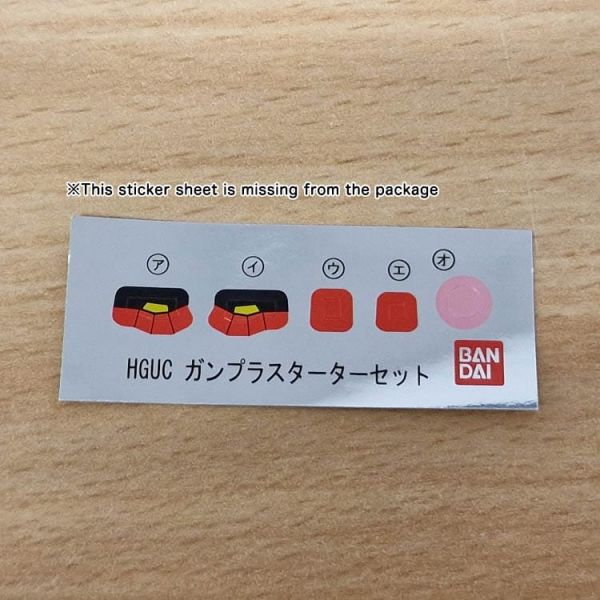 ※This sticker sheet is missing from the package
ア イ ウ エ オ
HGUC ガンプラスターターセット
BAN
DAI